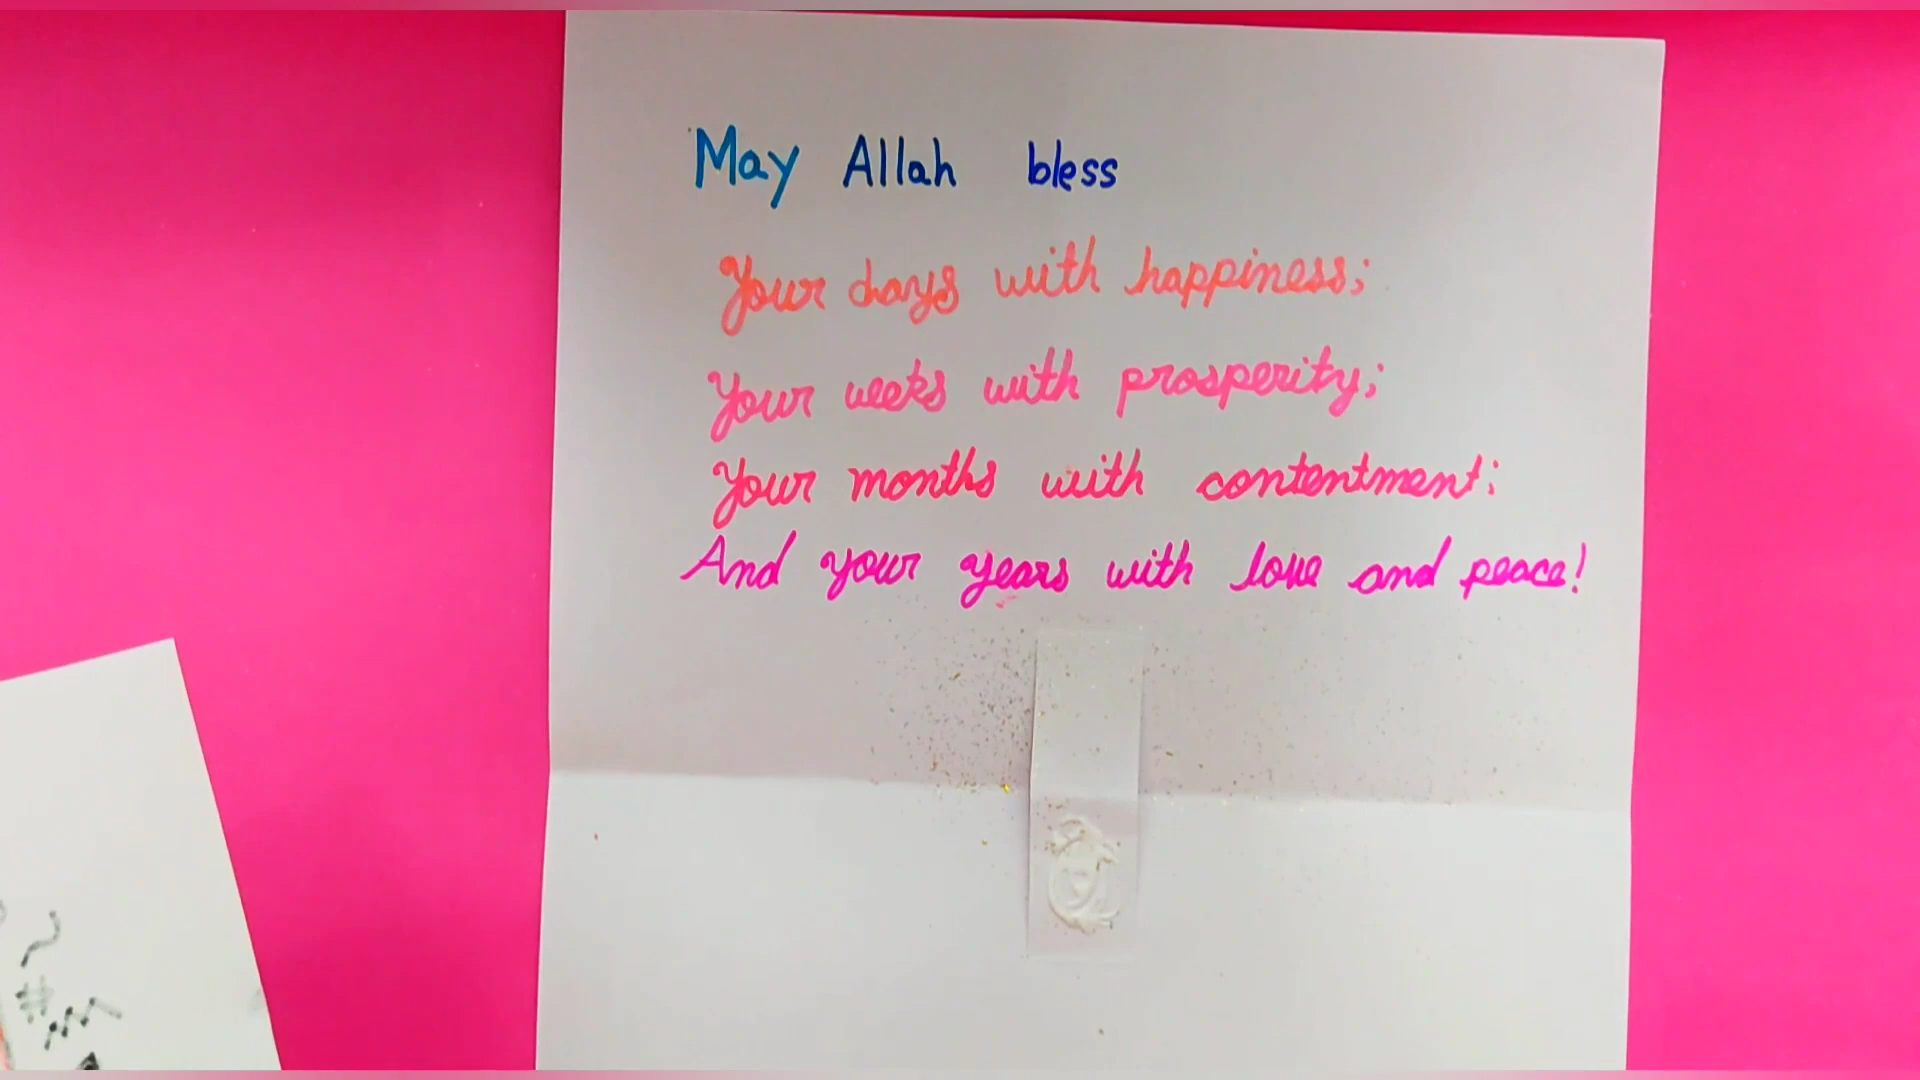 May Allah bless
Your days with happiness;
Your weeks with prosperity;
Your months with contentment;
And your years with love and peace!